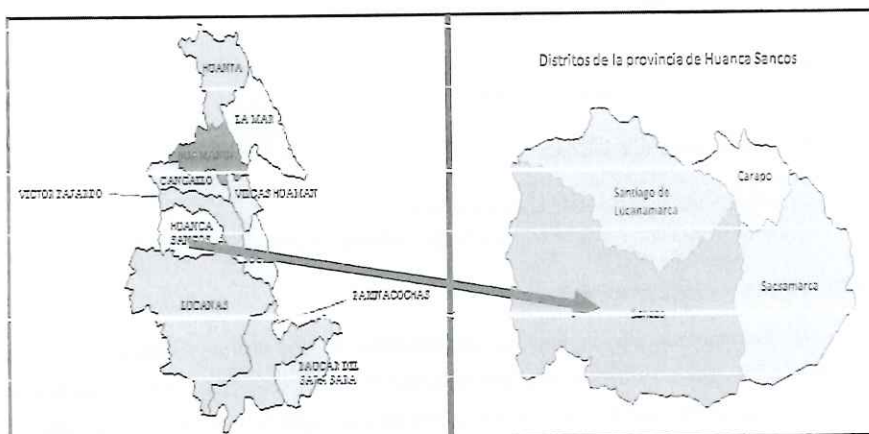 HUANTA
LA MAR
CANGALLO
VICTOR FAJARDO
VILCAS HUAMAN
HUANCA
SANCOS
LUCANAS
PARINACOCHAS
PAUCAR DEL
SARA SARA
Distritos de la provincia de Huanca Sancos
Santiago de
Lucanamarca
Carapo
Sacsamarca
Sancos